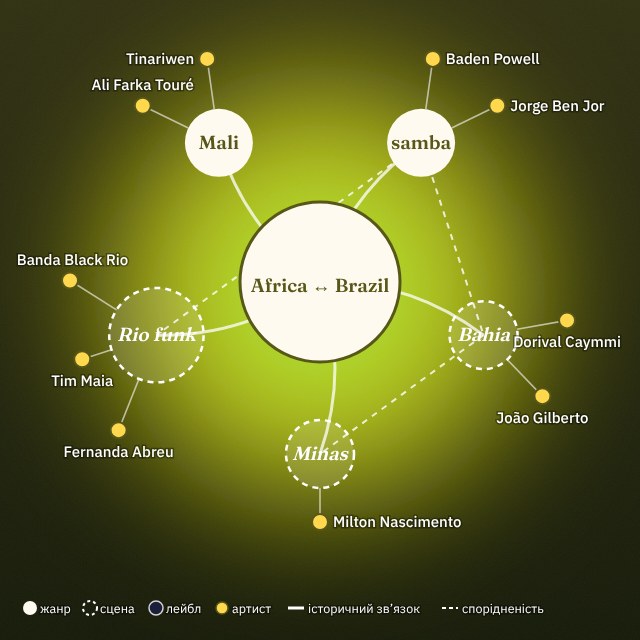 Tinariwen
Baden Powell
Ali Farka Touré
Jorge Ben Jor
Mali
samba
Banda Black Rio
Africa ↔ Brazil
Rio funk
Bahia
Dorival Caymmi
Tim Maia
João Gilberto
Fernanda Abreu
Minas
Milton Nascimento
жанр сцена лейбл артист історичний зв’язок спорідненість